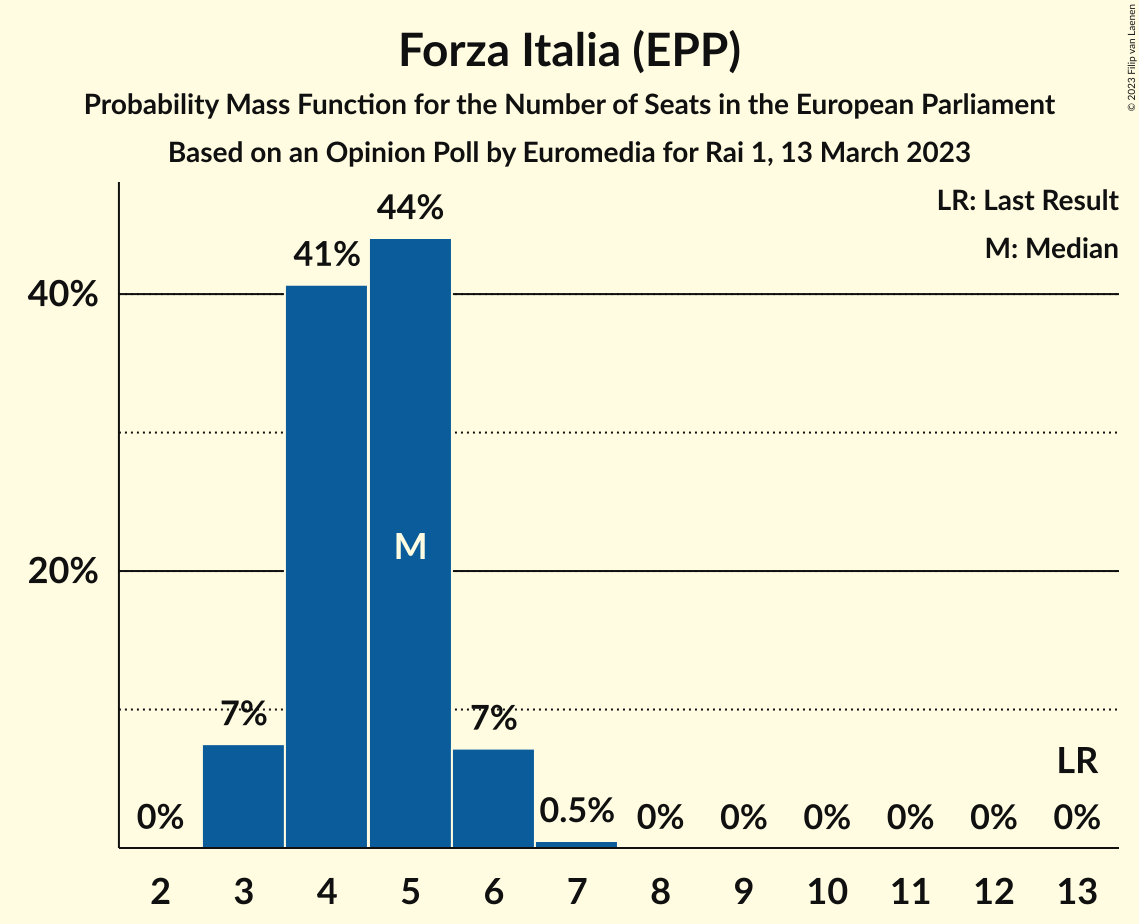 Forza Italia (EPP)
Probability Mass Function for the Number of Seats in the European Parliament
Based on an Opinion Poll by Euromedia for Rai 1, 13 March 2023
© 2023 Filip van Laenen
LR: Last Result
M: Median
44%
41%
40%
M
20%
7%
7%
LR
0%
0.5%
0%
0%
0%
0%
0%
0%
2 3 4 5 6 7 8 9 10 11 12 13